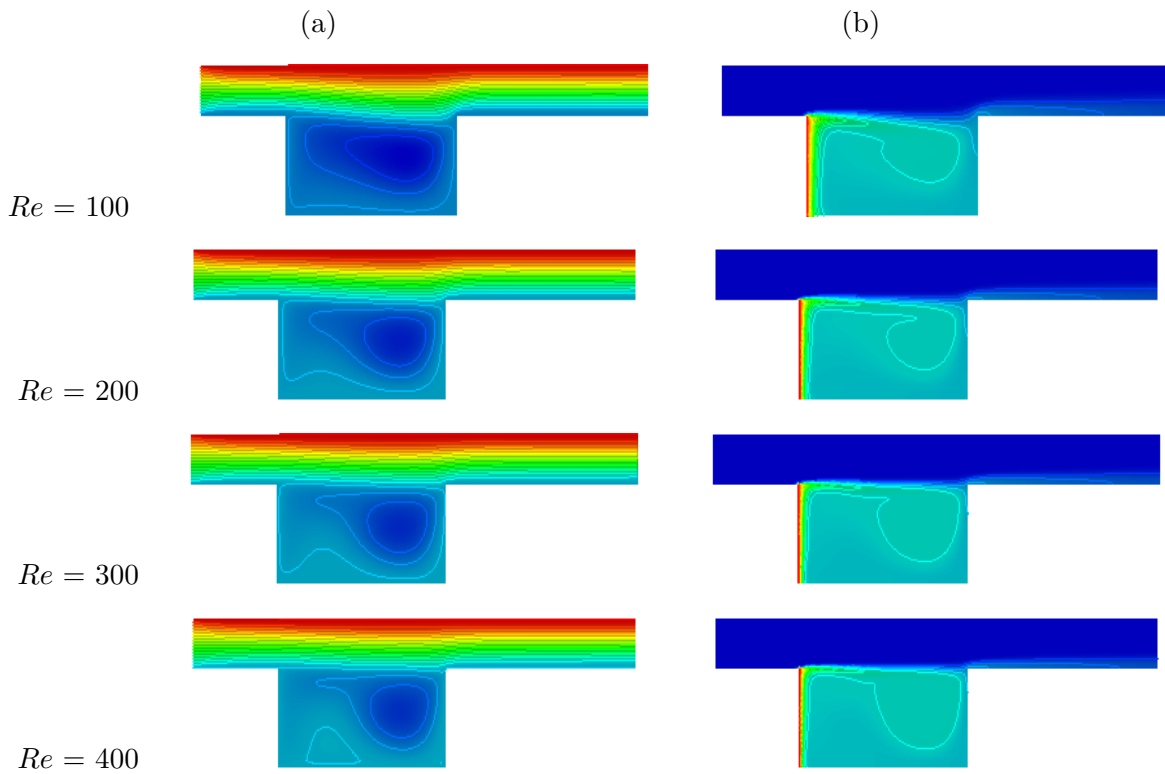 (a) (b)
Re = 100
Re = 200
Re = 300
Re = 400